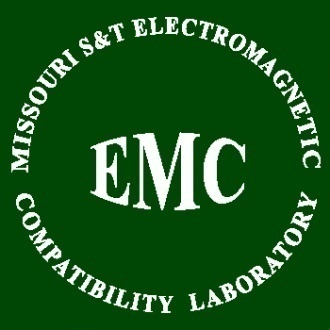 MISSOURI S&T ELECTROMAGNETIC
EMC
COMPATIBILITY LABORATORY